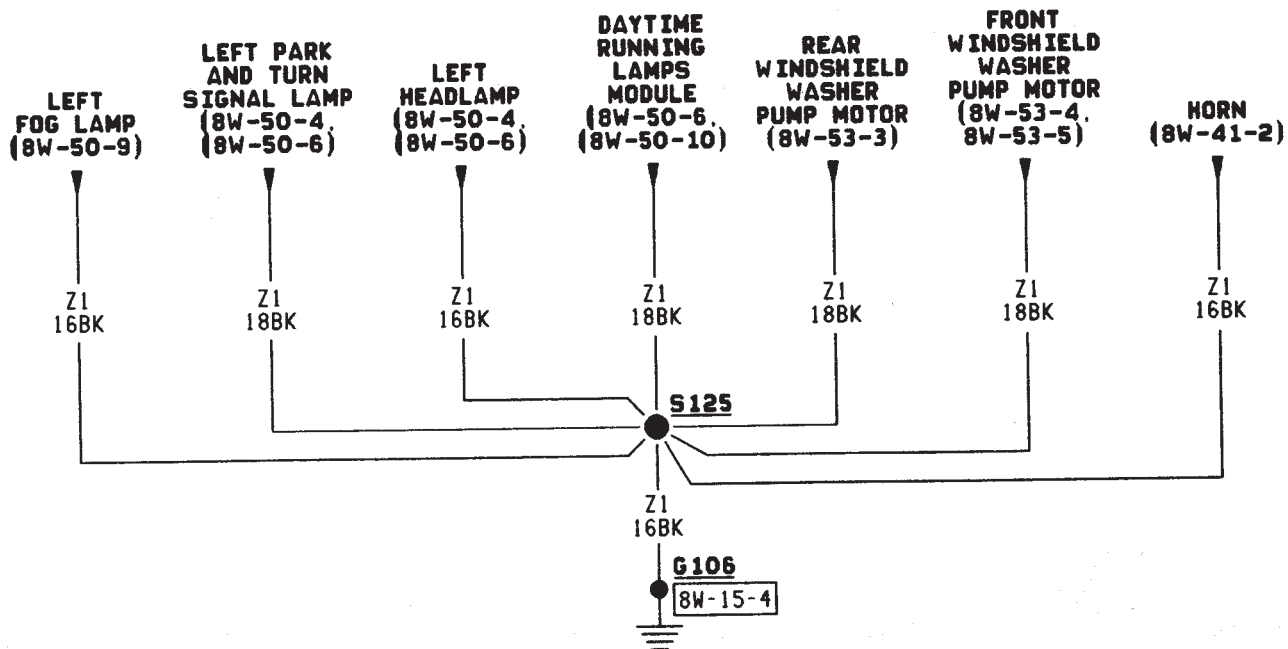 LEFT
FOG LAMP
(8W-50-9)
LEFT PARK
AND TURN
SIGNAL LAMP
(8W-50-4,
(8W-50-6)
LEFT
HEADLAMP
(8W-50-4,
(8W-50-6)
DAYTIME
RUNNING
LAMPS
MODULE
(8W-50-6,
(8W-50-10)
REAR
WINDSHIELD
WASHER
PUMP MOTOR
(8W-53-3)
FRONT
WINDSHIELD
WASHER
PUMP MOTOR
(8W-53-4,
8W-53-5)
HORN
(8W-41-2)
Z1
16BK
Z1
18BK
Z1
16BK
Z1
18BK
Z1
18BK
Z1
18BK
Z1
16BK
S125
Z1
16BK
G106
8W-15-4